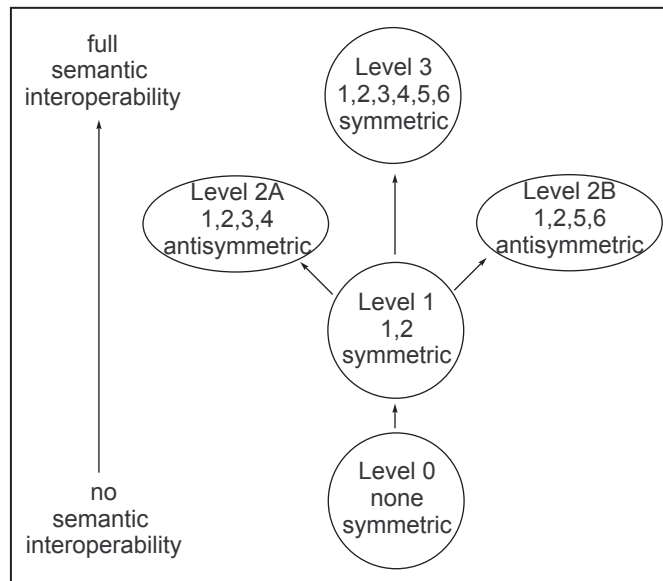 full
semantic
interoperability
Level 3
1,2,3,4,5,6
symmetric
Level 2A
1,2,3,4
antisymmetric
Level 2B
1,2,5,6
antisymmetric
Level 1
1,2
symmetric
Level 0
none
symmetric
no
semantic
interoperability